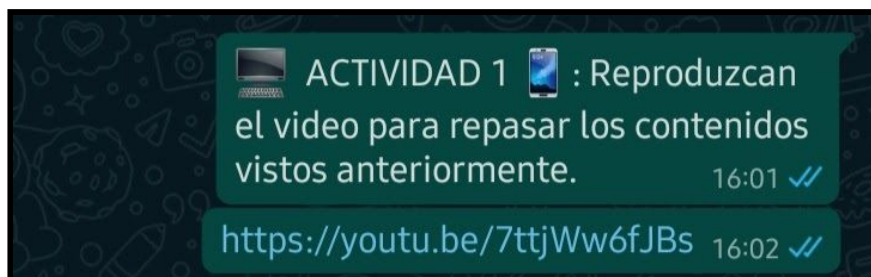 💻 ACTIVIDAD 1 📱 : Reproduzcan
el video para repasar los contenidos
vistos anteriormente.
16:01
https://youtu.be/7ttjWw6fJBs 16:02